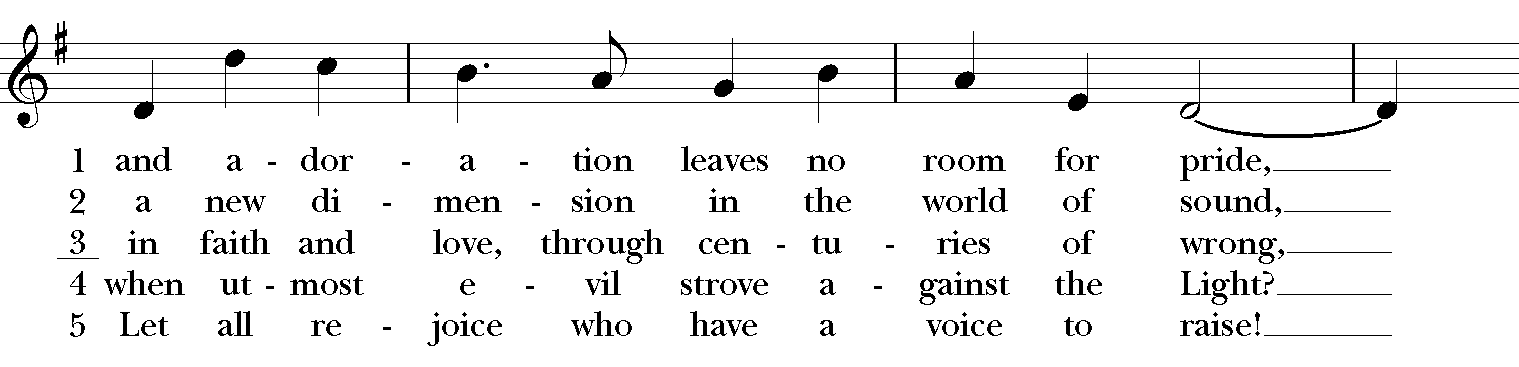 1 and a - dor - a - tion leaves no room for pride,
2 a new di - men - sion in the world of sound,
3 in faith and love, through cen - tu - ries of wrong,
4 when ut - most e - vil strove a - gainst the Light?
5 Let all re - joice who have a voice to raise!